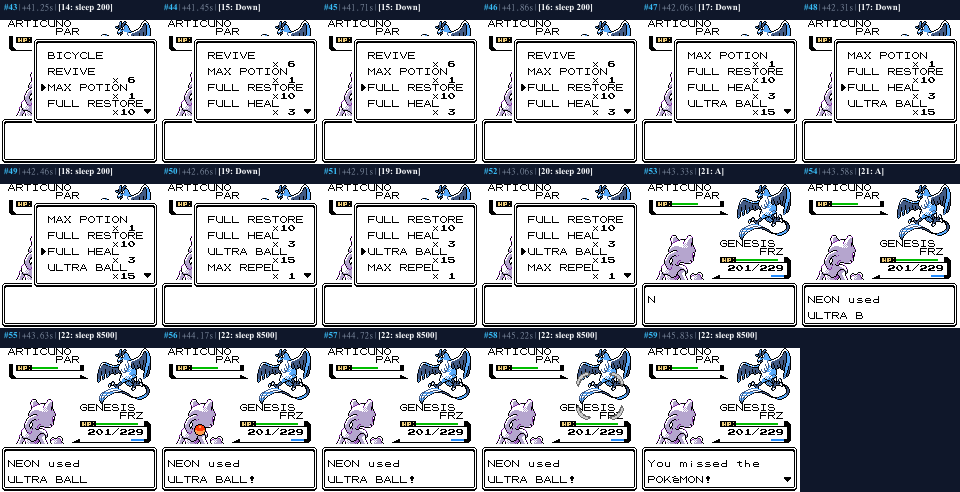 #43|+41.25s|[14: sleep 200]
ARTICUNO
PAR
BICYCLE
REVIVE
× 6
MAX POTION
× 1
FULL RESTORE
×10
#44|+41.45s|[15: Down]
ARTICUNO
PAR
REVIVE
× 6
MAX POTION
× 1
FULL RESTORE
×10
FULL HEAL
× 3
#45|+41.71s|[15: Down]
ARTICUNO
PAR
REVIVE
× 6
MAX POTION
× 1
FULL RESTORE
×10
FULL HEAL
× 3
#46|+41.86s|[16: sleep 200]
ARTICUNO
PAR
REVIVE
× 6
MAX POTION
× 1
FULL RESTORE
×10
FULL HEAL
× 3
#47|+42.06s|[17: Down]
ARTICUNO
PAR
MAX POTION
× 1
FULL RESTORE
×10
FULL HEAL
× 3
ULTRA BALL
×15
#48|+42.31s|[17: Down]
ARTICUNO
PAR
MAX POTION
× 1
FULL RESTORE
×10
FULL HEAL
× 3
ULTRA BALL
×15
#49|+42.46s|[18: sleep 200]
ARTICUNO
PAR
MAX POTION
× 1
FULL RESTORE
×10
FULL HEAL
× 3
ULTRA BALL
×15
#50|+42.66s|[19: Down]
ARTICUNO
PAR
FULL RESTORE
×10
FULL HEAL
× 3
ULTRA BALL
×15
MAX REPEL
× 1
#51|+42.91s|[19: Down]
ARTICUNO
PAR
FULL RESTORE
×10
FULL HEAL
× 3
ULTRA BALL
×15
MAX REPEL
× 1
#52|+43.06s|[20: sleep 200]
ARTICUNO
PAR
FULL RESTORE
×10
FULL HEAL
× 3
ULTRA BALL
×15
MAX REPEL
× 1
#53|+43.33s|[21: A]
ARTICUNO
PAR
HP:
GENESIS
FRZ
HP:
201/229
N
#54|+43.58s|[21: A]
ARTICUNO
PAR
HP:
GENESIS
FRZ
HP:
201/229
NEON used
ULTRA B
#55|+43.63s|[22: sleep 8500]
ARTICUNO
PAR
HP:
GENESIS
FRZ
HP:
201/229
NEON used
ULTRA BALL
#56|+44.17s|[22: sleep 8500]
ARTICUNO
PAR
HP:
GENESIS
FRZ
HP:
201/229
NEON used
ULTRA BALL!
#57|+44.72s|[22: sleep 8500]
ARTICUNO
PAR
HP:
GENESIS
FRZ
HP:
201/229
NEON used
ULTRA BALL!
#58|+45.22s|[22: sleep 8500]
ARTICUNO
PAR
HP:
GENESIS
FRZ
HP:
201/229
NEON used
ULTRA BALL!
#59|+45.83s|[22: sleep 8500]
ARTICUNO
PAR
HP:
GENESIS
FRZ
HP:
201/229
You missed the
POKéMON!